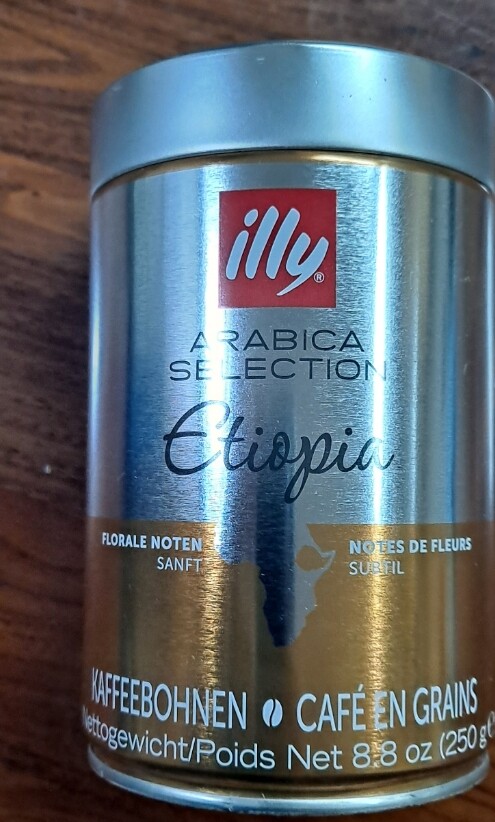 illy®
ARABICA
SELECTION
Etiopia
FLORALE NOTEN
SANFT
NOTES DE FLEURS
SUBTIL
KAFFEEBOHNEN CAFÉ EN GRAINS
Nettogewicht/Poids Net 8.8 oz (250 g